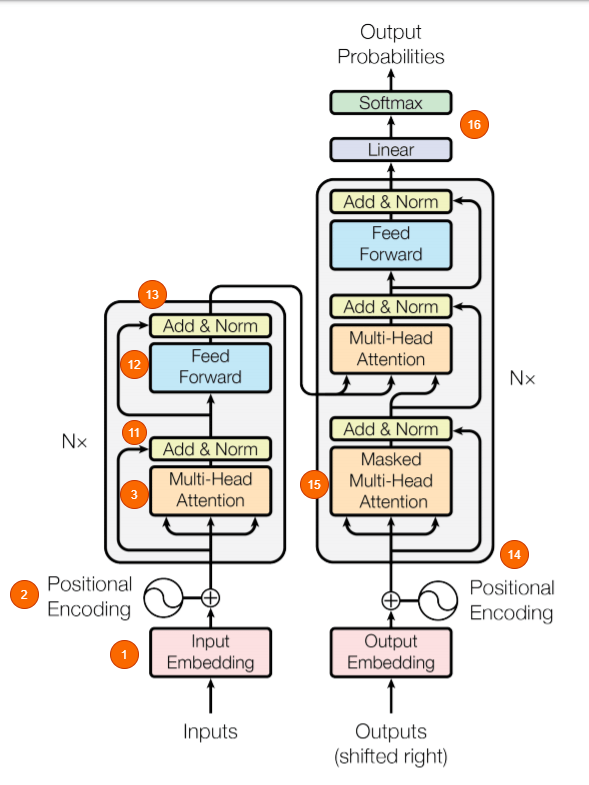 Output
Probabilities
Softmax
16
Linear
Add & Norm
Feed
Forward
13
Add & Norm
Add & Norm
12
Feed
Forward
Multi-Head
Attention
Nx
11
Add & Norm
Nx
Add & Norm
3
Multi-Head
Attention
15
Masked
Multi-Head
Attention
14
2
Positional
Encoding
Positional
Encoding
1
Input
Embedding
Output
Embedding
Inputs
Outputs
(shifted right)